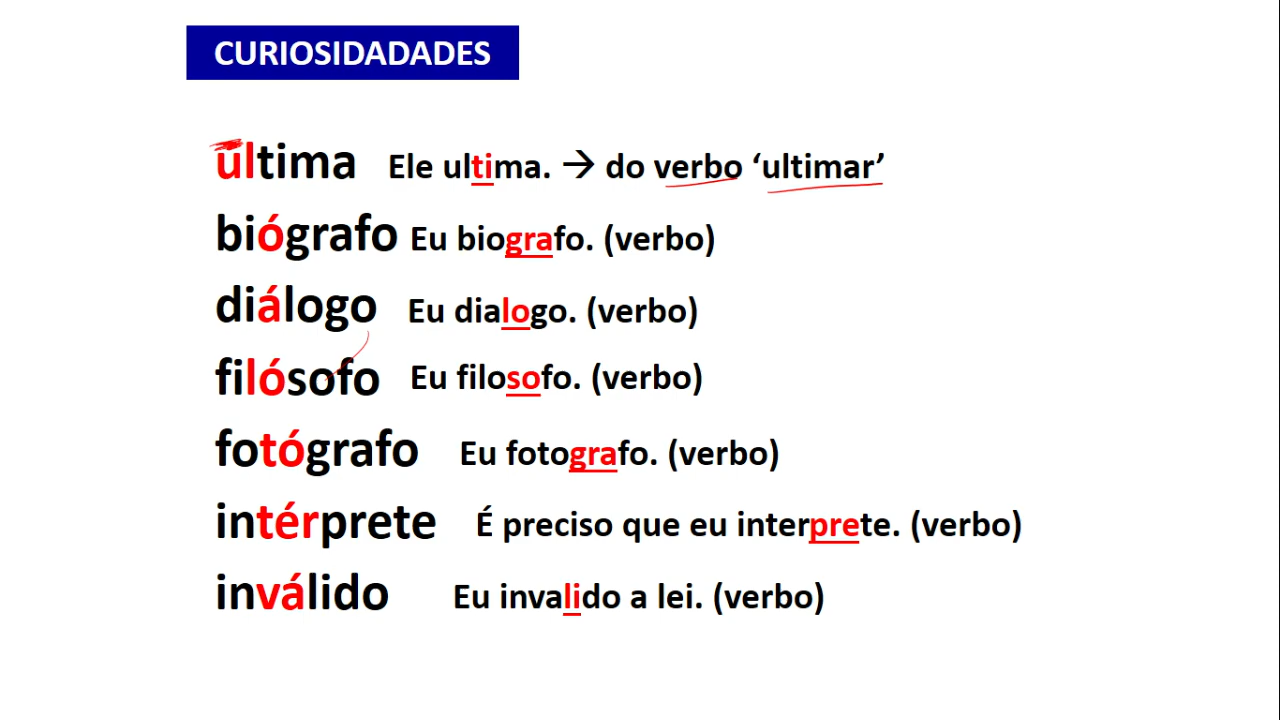 CURIOSIDADADES
última Ele ultima. → do verbo ‘ultimar’
biógrafo Eu biografo. (verbo)
diálogo Eu dialogo. (verbo)
filósofo Eu filosofo. (verbo)
fotógrafo Eu fotografo. (verbo)
intérprete É preciso que eu interprete. (verbo)
inválido Eu invalido a lei. (verbo)